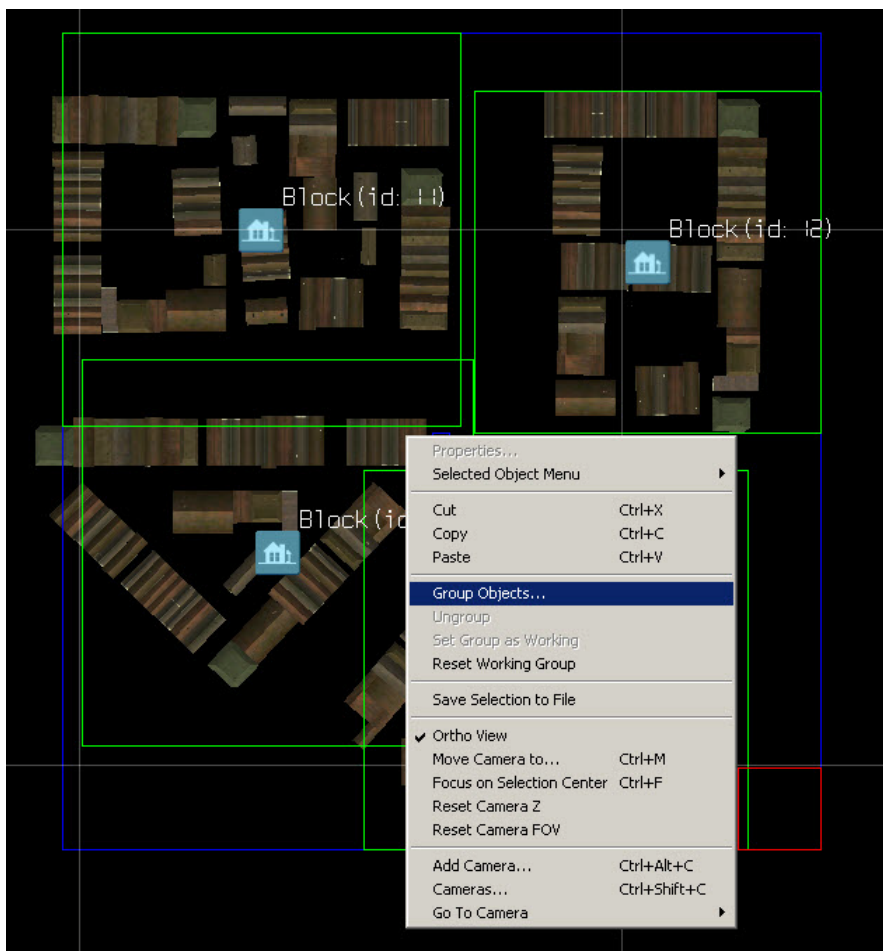 Block(id: 11)
Block(id: 12)
Block(id
Properties...
Selected Object Menu
Cut Ctrl+X
Copy Ctrl+C
Paste Ctrl+V
Group Objects...
Ungroup
Set Group as Working
Reset Working Group
Save Selection to File
Ortho View
Move Camera to... Ctrl+M
Focus on Selection Center Ctrl+F
Reset Camera Z
Reset Camera FOV
Add Camera... Ctrl+Alt+C
Cameras... Ctrl+Shift+C
Go To Camera